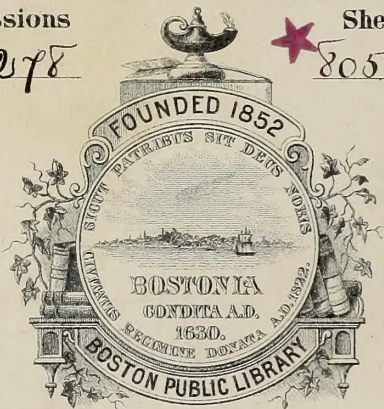 ssions
278
She
805
FOUNDED 1852
SICUT PATRIBUS SIT DEUS NOBIS
CIVITATIS REGIMINE DONATA A.D. 1822.
BOSTONIA
CONDITA A.D.
1630.
BOSTON PUBLIC LIBRARY